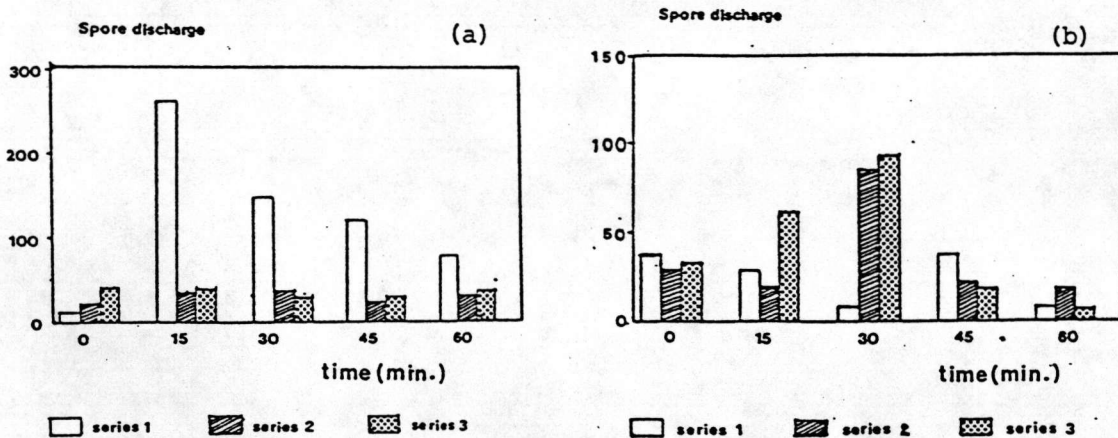 Spore discharge
(a)
300
200
100
0
0 15 30 45 60
time (min.)
series 1 series 2 series 3
Spore discharge
(b)
150
100
50
0
0 15 30 45 60
time (min.)
series 1 series 2 series 3